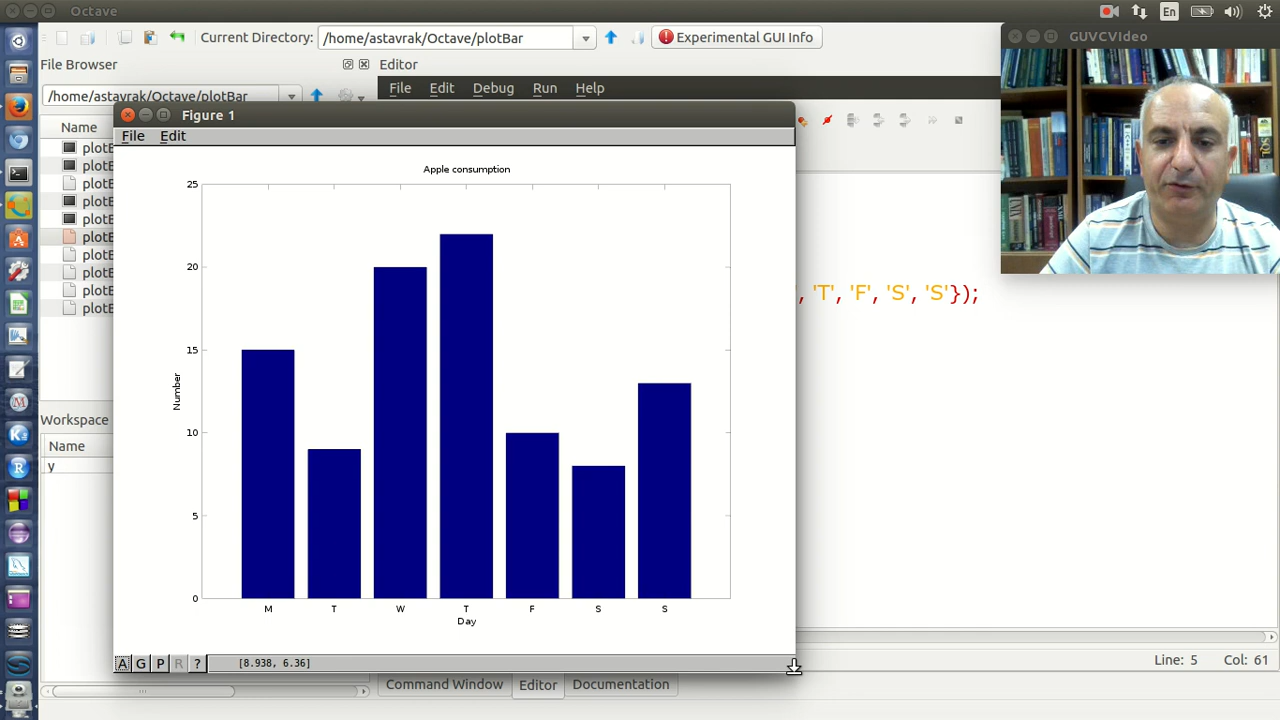 Octave
En
Current Directory:
/home/astavrak/Octave/plotBar
Experimental GUI Info
GUVCVIdeo
File Browser
Editor
/home/astavrak/Octave/plotBar
File Edit Debug Run Help
Name
Figure 1
File Edit
plotB
plotB
plotB
plotB
plotB
plotB
plotB
plotB
plotB
plotB
Apple consumption
25
20
15
10
5
0
Number
M T W T F S S
Day
, 'T', 'F', 'S', 'S'});
Workspace
Name
y
A G P R ?
[8.938, 6.36]
Line: 5 Col: 61
Command Window Editor Documentation